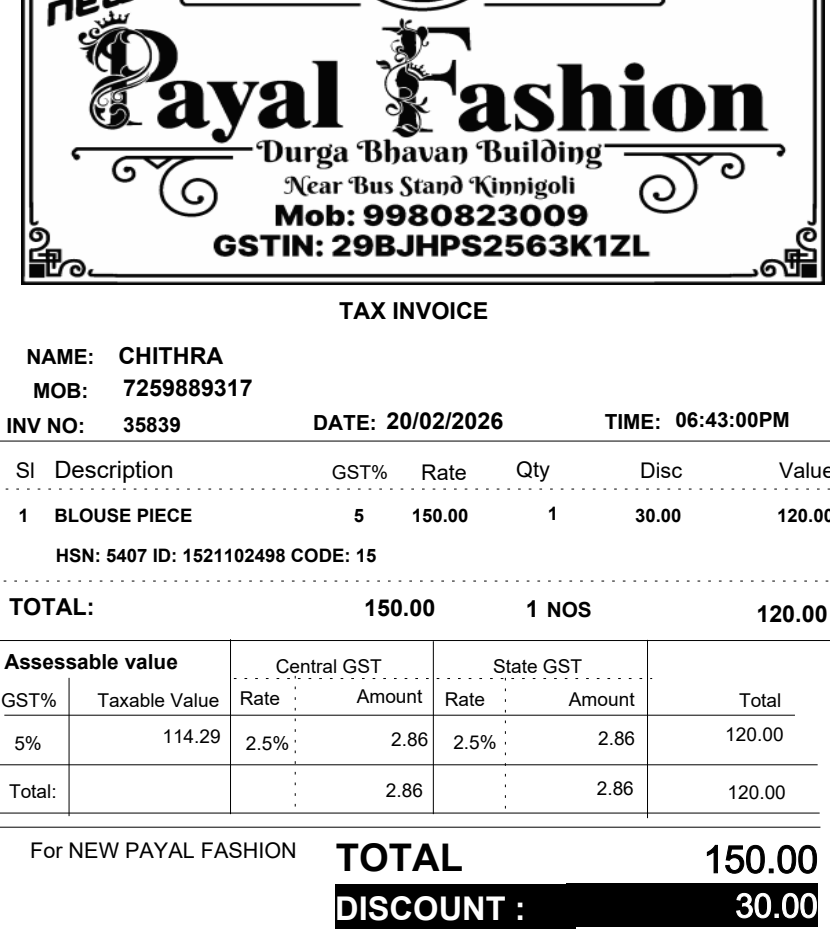 new
Payal Fashion
Durga Bhavan Building
Near Bus Stand Kinnigoli
Mob: 9980823009
GSTIN: 29BJHPS2563K1ZL
TAX INVOICE
NAME: CHITHRA
MOB: 7259889317
INV NO: 35839 DATE: 20/02/2026 TIME: 06:43:00PM
Sl Description GST% Rate Qty Disc Value
1 BLOUSE PIECE 5 150.00 1 30.00 120.00
HSN: 5407 ID: 1521102498 CODE: 15
TOTAL: 150.00 1 NOS 120.00
Assessable value Central GST State GST
GST% Taxable Value Rate Amount Rate Amount Total
5% 114.29 2.5% 2.86 2.5% 2.86 120.00
Total: 2.86 2.86 120.00
For NEW PAYAL FASHION TOTAL 150.00
DISCOUNT : 30.00